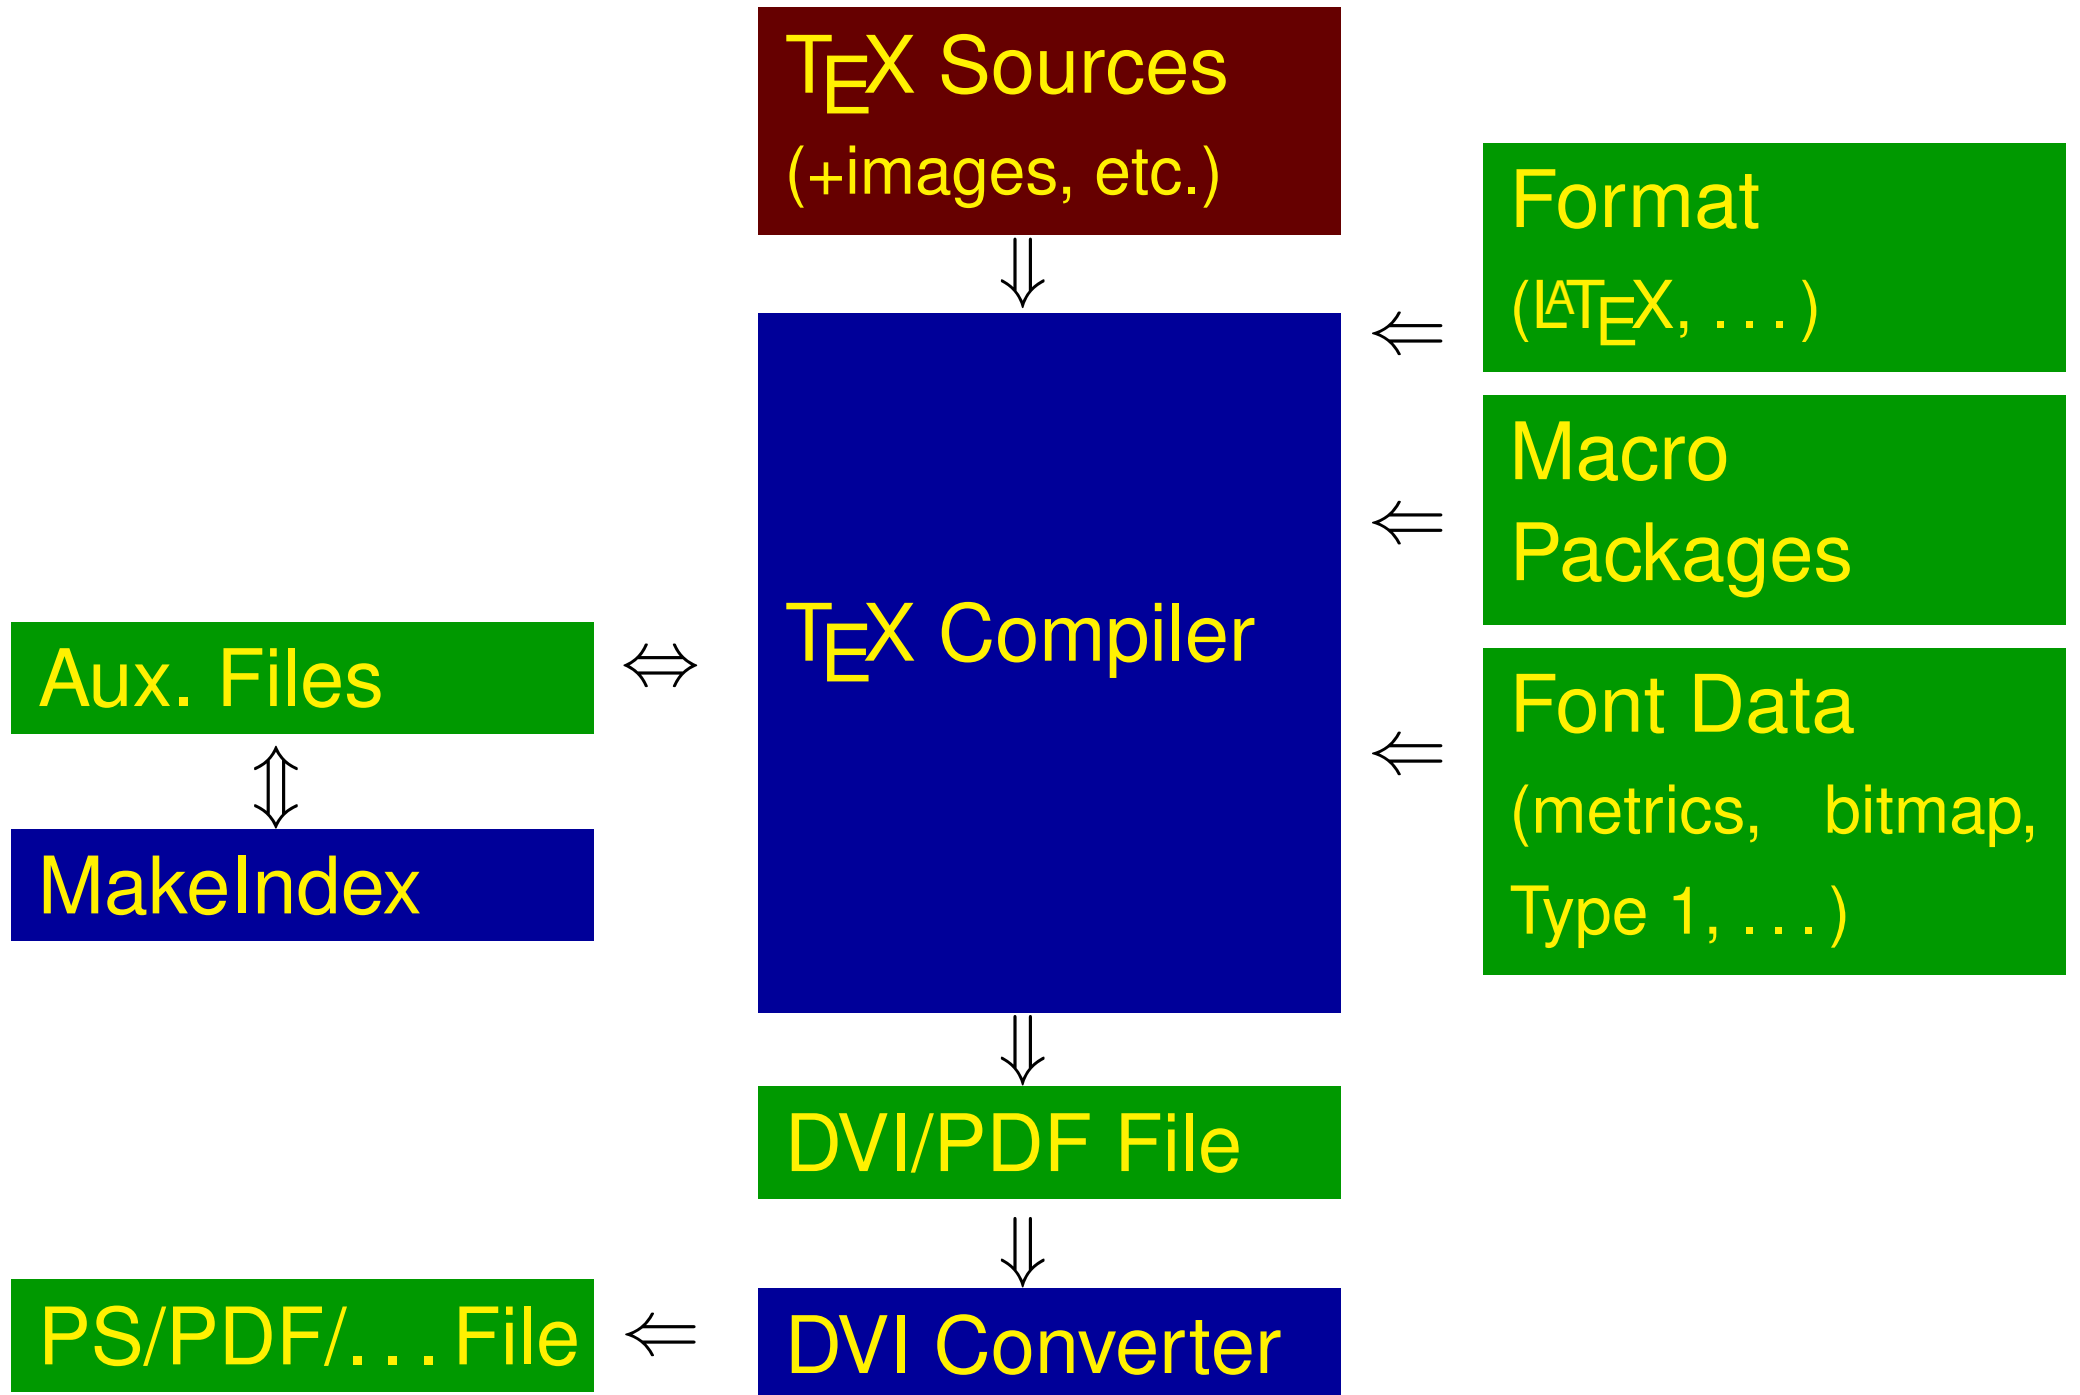 TEX Sources
(+images, etc.)
Format
(LATEX, . . . )
Macro
Packages
TEX Compiler
Aux. Files
Font Data
(metrics, bitmap,
Type 1, . . . )
MakeIndex
DVI/PDF File
PS/PDF/. . . File
DVI Converter